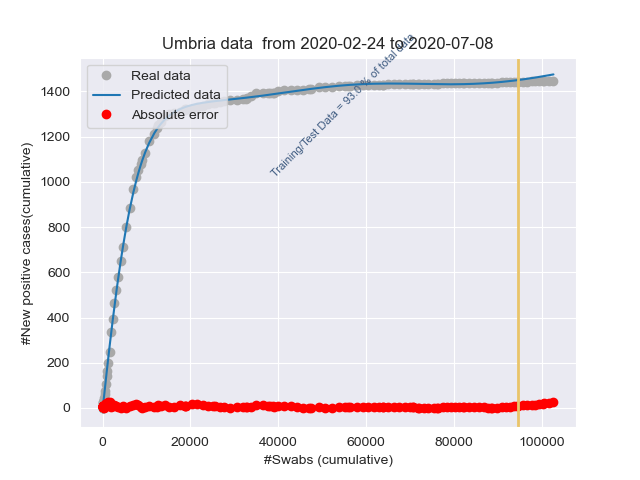 Umbria data  from 2020-02-24 to 2020-07-08
Real data
Predicted data
Absolute error
Training/Test Data = 93.0 % of total data
#New positive cases(cumulative)
1400
1200
1000
800
600
400
200
0
0 20000 40000 60000 80000 100000
#Swabs (cumulative)